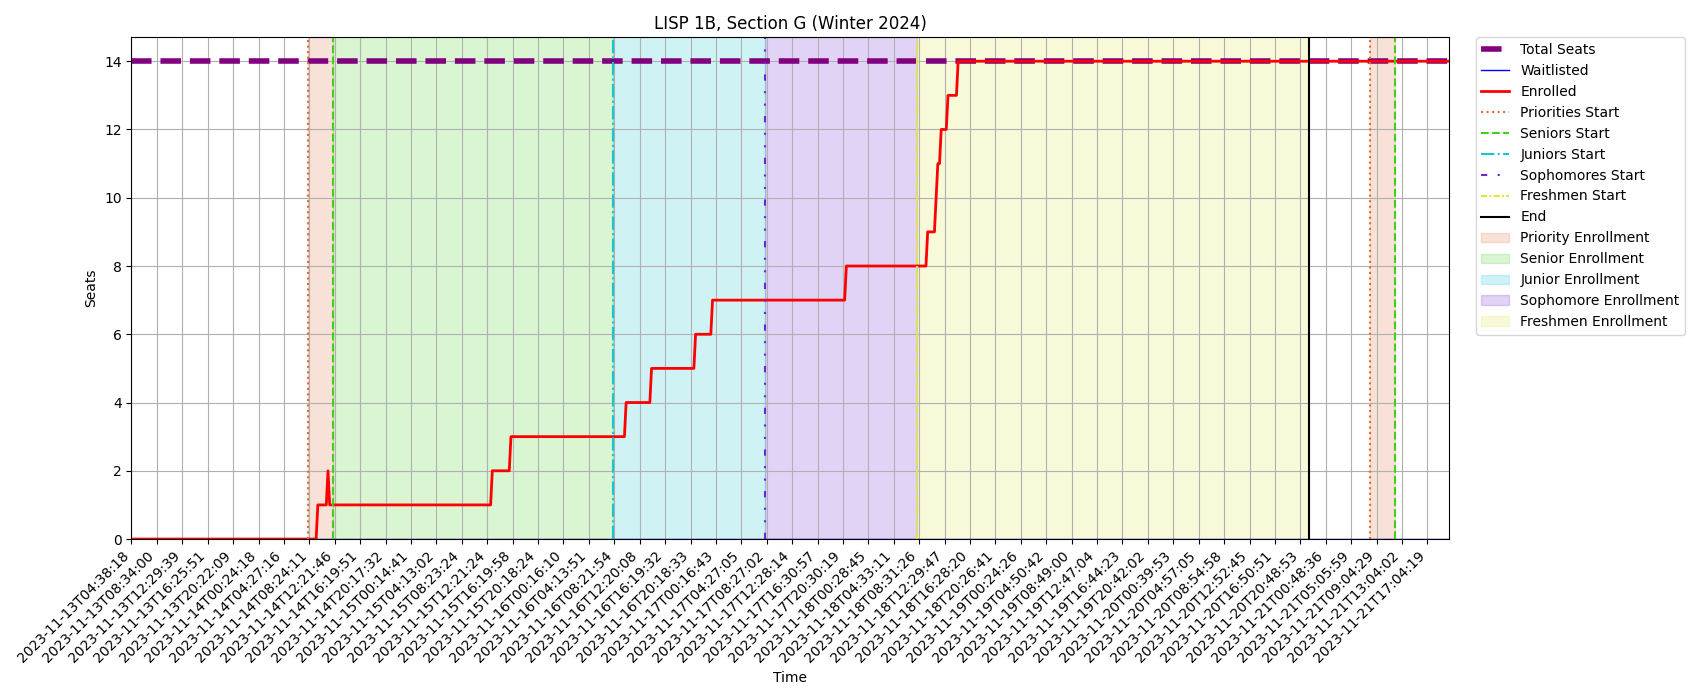 LISP 1B, Section G (Winter 2024)
Seats
14
12
10
8
6
4
2
0
2023-11-13T04:38:18
2023-11-13T08:34:00
2023-11-13T12:29:39
2023-11-13T16:25:51
2023-11-13T20:22:09
2023-11-14T00:24:18
2023-11-14T04:27:16
2023-11-14T08:24:11
2023-11-14T12:21:46
2023-11-14T16:19:51
2023-11-14T20:17:32
2023-11-15T00:14:41
2023-11-15T04:13:02
2023-11-15T08:23:24
2023-11-15T12:21:24
2023-11-15T16:19:58
2023-11-15T20:18:24
2023-11-16T00:16:10
2023-11-16T04:13:51
2023-11-16T08:21:54
2023-11-16T12:20:08
2023-11-16T16:19:32
2023-11-16T20:18:33
2023-11-17T00:16:43
2023-11-17T04:27:05
2023-11-17T08:27:02
2023-11-17T12:28:14
2023-11-17T16:30:57
2023-11-17T20:30:19
2023-11-18T00:28:45
2023-11-18T04:33:11
2023-11-18T08:31:26
2023-11-18T12:29:47
2023-11-18T16:28:20
2023-11-18T20:26:41
2023-11-19T00:24:26
2023-11-19T04:50:42
2023-11-19T08:49:00
2023-11-19T12:47:04
2023-11-19T16:44:23
2023-11-19T20:42:02
2023-11-20T00:39:53
2023-11-20T04:57:05
2023-11-20T08:54:58
2023-11-20T12:52:45
2023-11-20T16:50:51
2023-11-20T20:48:53
2023-11-21T00:48:36
2023-11-21T05:05:59
2023-11-21T09:04:29
2023-11-21T13:04:02
2023-11-21T17:04:19
Time
Total Seats
Waitlisted
Enrolled
Priorities Start
Seniors Start
Juniors Start
Sophomores Start
Freshmen Start
End
Priority Enrollment
Senior Enrollment
Junior Enrollment
Sophomore Enrollment
Freshmen Enrollment